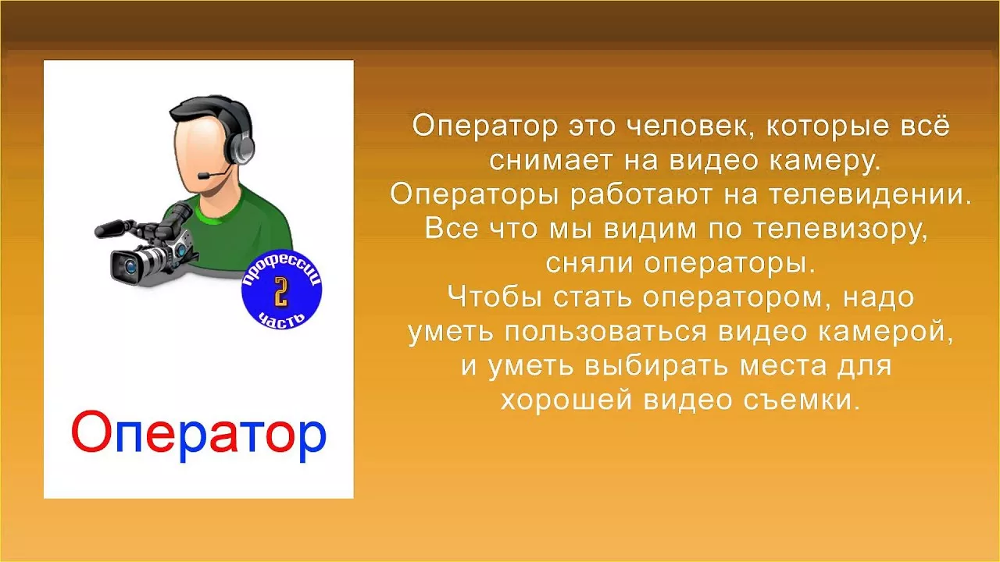 профессии
2
часть
Оператор
Оператор это человек, которые всё
снимает на видео камеру.
Операторы работают на телевидении.
Все что мы видим по телевизору,
сняли операторы.
Чтобы стать оператором, надо
уметь пользоваться видео камерой,
и уметь выбирать места для
хорошей видео съемки.